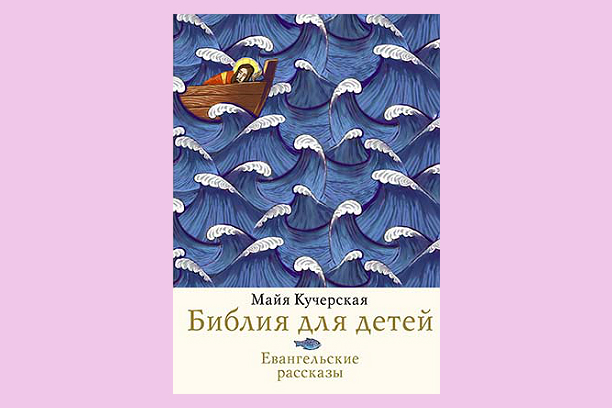 Майя Кучерская
Библия для детей
Евангельские
рассказы